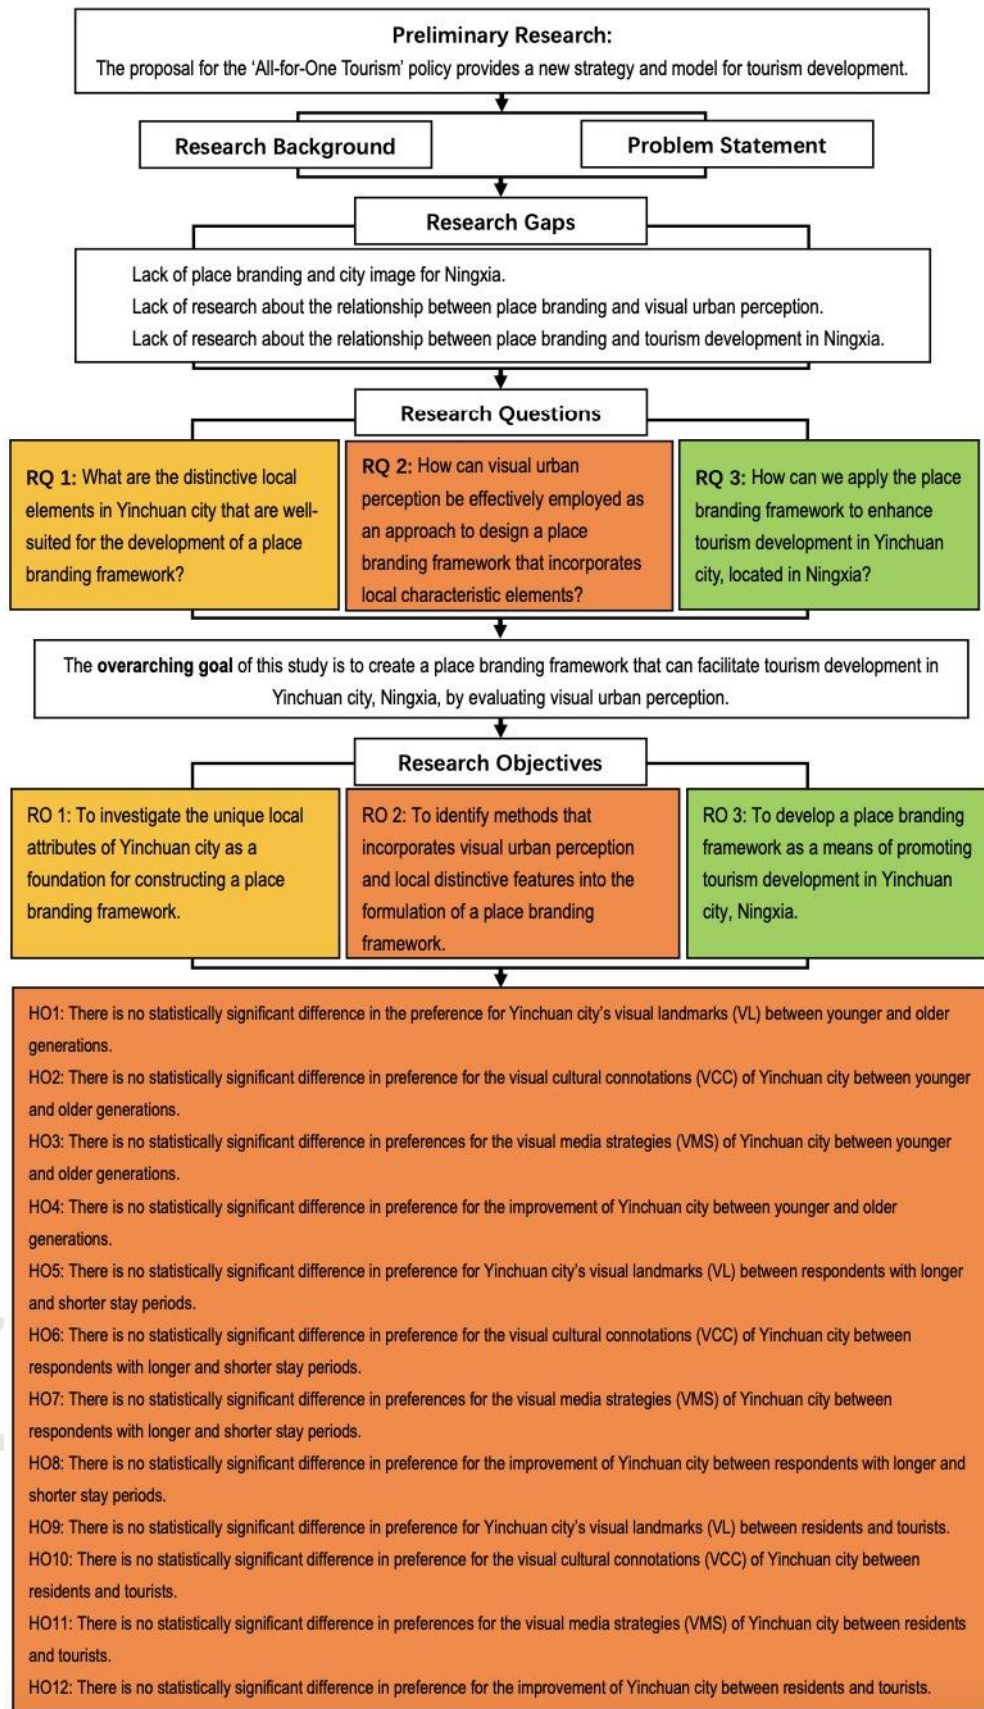 Preliminary Research:
The proposal for the ‘All-for-One Tourism’ policy provides a new strategy and model for tourism development.
Research Background
Problem Statement
Research Gaps
Lack of place branding and city image for Ningxia.
Lack of research about the relationship between place branding and visual urban perception.
Lack of research about the relationship between place branding and tourism development in Ningxia.
Research Questions
RQ 1: What are the distinctive local
elements in Yinchuan city that are well-
suited for the development of a place
branding framework?
RQ 2: How can visual urban
perception be effectively employed as
an approach to design a place
branding framework that incorporates
local characteristic elements?
RQ 3: How can we apply the place
branding framework to enhance
tourism development in Yinchuan
city, located in Ningxia?
The overarching goal of this study is to create a place branding framework that can facilitate tourism development in
Yinchuan city, Ningxia, by evaluating visual urban perception.
Research Objectives
RO 1: To investigate the unique local
attributes of Yinchuan city as a
foundation for constructing a place
branding framework.
RO 2: To identify methods that
incorporates visual urban perception
and local distinctive features into the
formulation of a place branding
framework.
RO 3: To develop a place branding
framework as a means of promoting
tourism development in Yinchuan
city, Ningxia.
HO1: There is no statistically significant difference in the preference for Yinchuan city’s visual landmarks (VL) between younger and older
generations.
HO2: There is no statistically significant difference in preference for the visual cultural connotations (VCC) of Yinchuan city between younger
and older generations.
HO3: There is no statistically significant difference in preferences for the visual media strategies (VMS) of Yinchuan city between younger
and older generations.
HO4: There is no statistically significant difference in preference for the improvement of Yinchuan city between younger and older
generations.
HO5: There is no statistically significant difference in preference for Yinchuan city’s visual landmarks (VL) between respondents with longer
and shorter stay periods.
HO6: There is no statistically significant difference in preference for the visual cultural connotations (VCC) of Yinchuan city between
respondents with longer and shorter stay periods.
HO7: There is no statistically significant difference in preferences for the visual media strategies (VMS) of Yinchuan city between
respondents with longer and shorter stay periods.
HO8: There is no statistically significant difference in preference for the improvement of Yinchuan city between respondents with longer and
shorter stay periods.
HO9: There is no statistically significant difference in preference for Yinchuan city’s visual landmarks (VL) between residents and tourists.
HO10: There is no statistically significant difference in preference for the visual cultural connotations (VCC) of Yinchuan city between
residents and tourists.
HO11: There is no statistically significant difference in preferences for the visual media strategies (VMS) of Yinchuan city between residents
and tourists.
HO12: There is no statistically significant difference in preference for the improvement of Yinchuan city between residents and tourists.